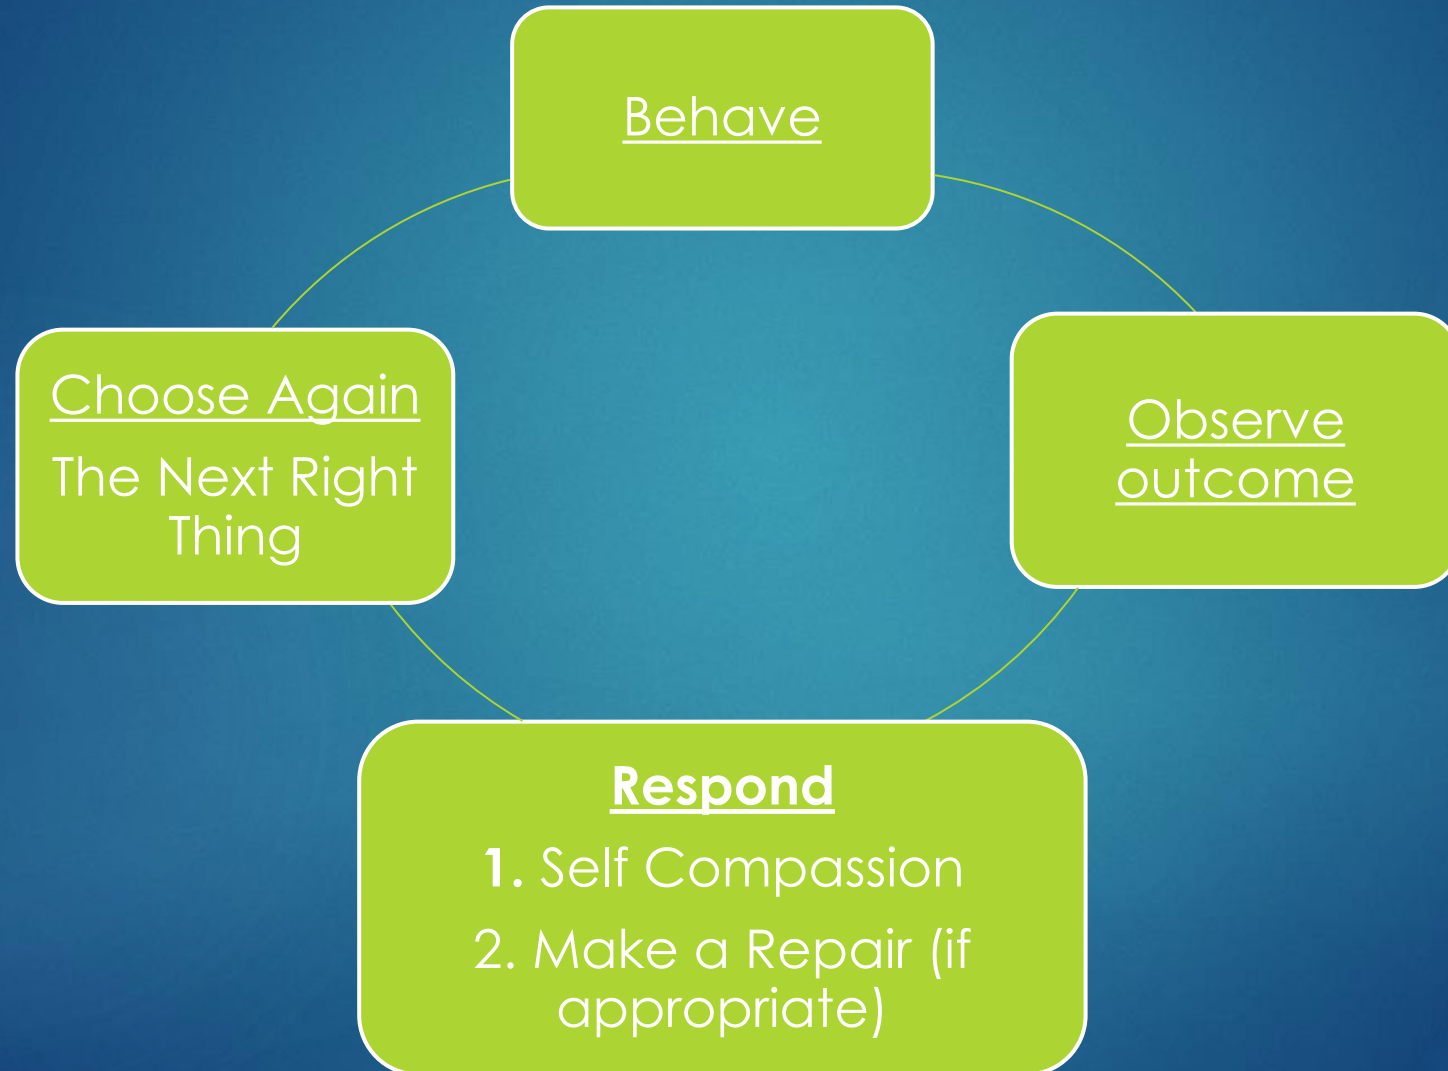 Behave
Choose Again
The Next Right
Thing
Observe
outcome
Respond
1. Self Compassion
2. Make a Repair (if
appropriate)